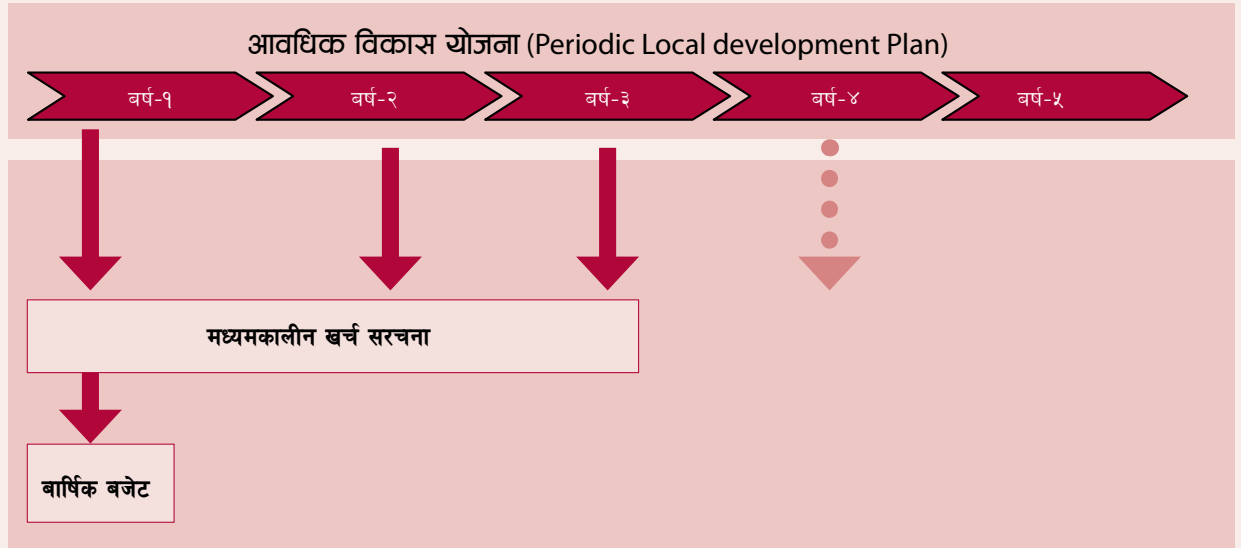 आवधिक विकास योजना (Periodic Local development Plan)
बर्ष-१ बर्ष-२ बर्ष-३ बर्ष-४ बर्ष-५
मध्यमकालीन खर्च सरचना
बार्षिक बजेट